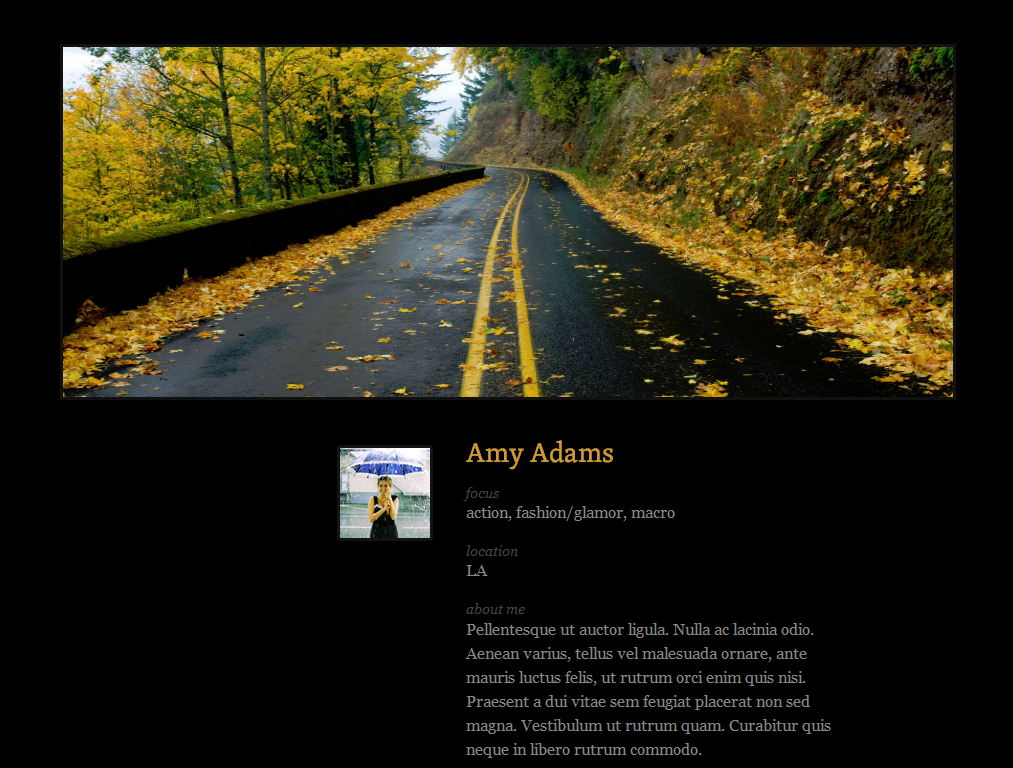 Amy Adams
focus
action, fashion/glamor, macro
location
LA
about me
Pellentesque ut auctor ligula. Nulla ac lacinia odio.
Aenean varius, tellus vel malesuada ornare, ante
mauris luctus felis, ut rutrum orci enim quis nisi.
Praesent a dui vitae sem feugiat placerat non sed
magna. Vestibulum ut rutrum quam. Curabitur quis
neque in libero rutrum commodo.